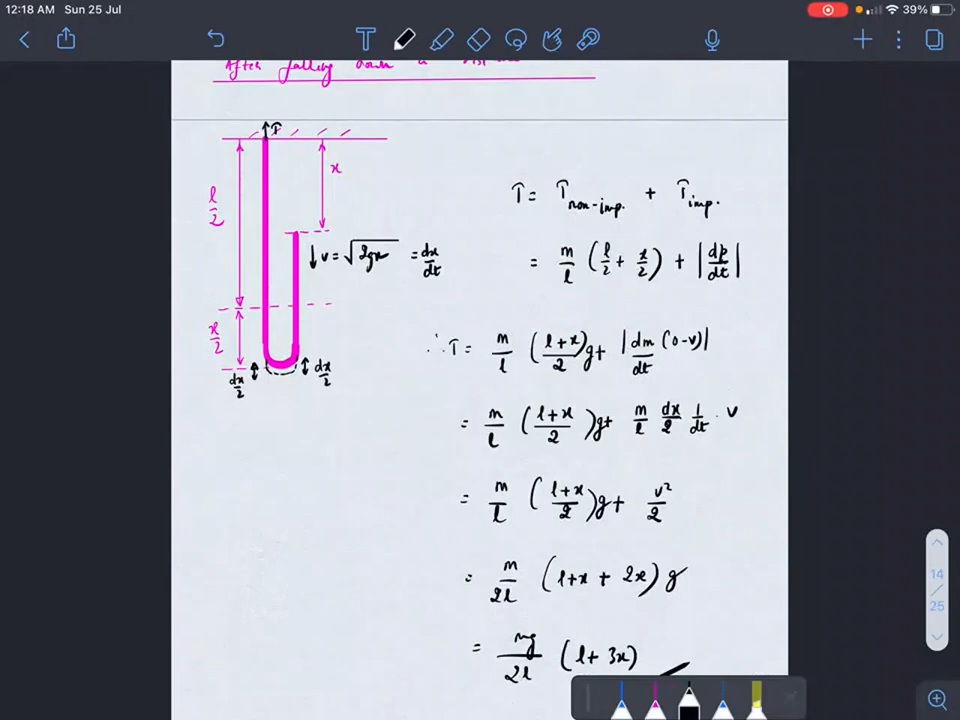 12:18 AM Sun 25 Jul
39%
After falling down a
T
l/2
x
↓v = √2gx = dx/dt
x/2
dx/2
dx/2
T = T non-imp. + T imp.
= m/l (l/2 + x/2) + |dp/dt|
∴ T = m/l ((l+x)/2)g + |dm/dt (0-v)|
= m/l ((l+x)/2)g + m/l dx/2 1/dt . v
= m/l ((l+x)/2)g + v²/2
= m/2l (l+x + 2x) g
= mg/2l (l + 3x)
14
/
25